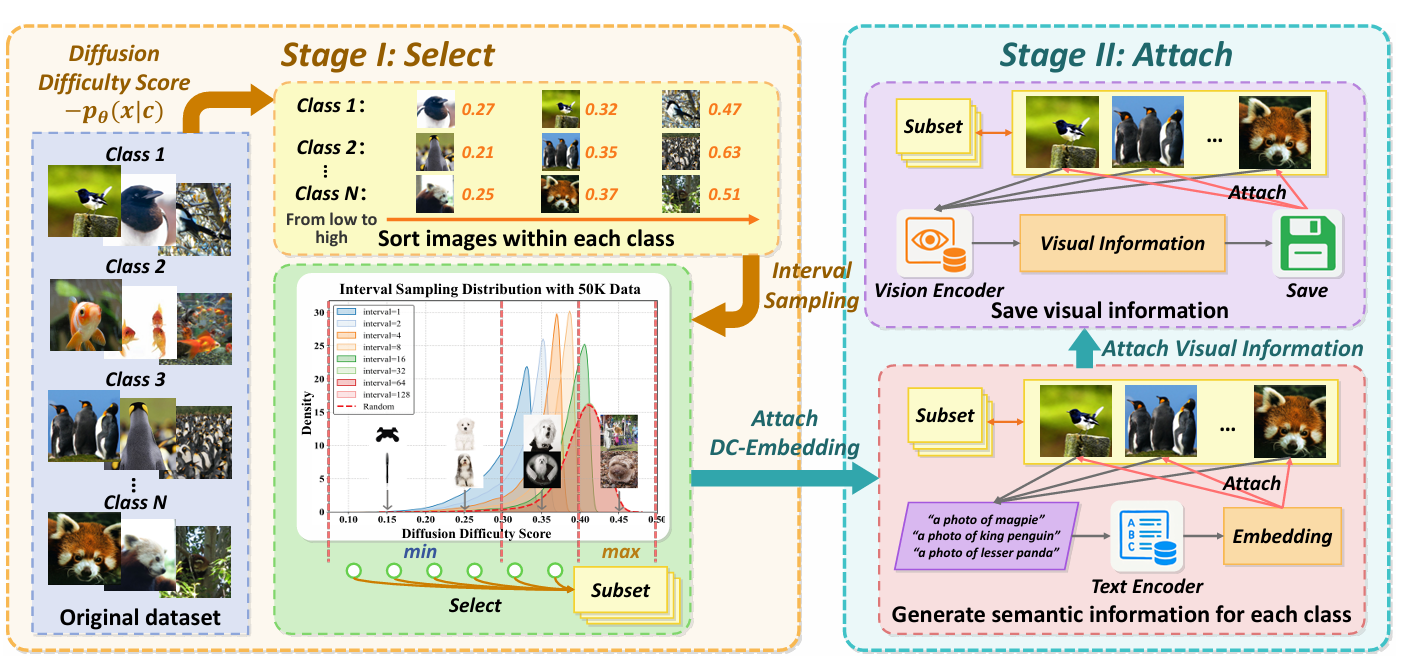 Stage I: Select
Diffusion
Difficulty Score
−pθ(x|c)
Class 1
Class 2
Class 3
⋮
Class N
Original dataset
Class 1: 0.27 0.32 0.47
Class 2: 0.21 0.35 0.63
⋮
Class N: 0.25 0.37 0.51
From low to
high
Sort images within each class
Interval
Sampling
Interval Sampling Distribution with 50K Data
interval=1
interval=2
interval=4
interval=8
interval=16
interval=32
interval=64
interval=128
Random
Density
30
25
20
15
10
5
0
0.10 0.15 0.20 0.25 0.30 0.35 0.40 0.45 0.50
Diffusion Difficulty Score
min max
Select
Subset
Attach
DC-Embedding
Stage II: Attach
Subset
...
Attach
Vision Encoder
Visual Information
Save
Save visual information
Attach Visual Information
Subset
...
Attach
“a photo of magpie”
“a photo of king penguin”
“a photo of lesser panda”
A
B
C
Text Encoder
Embedding
Generate semantic information for each class